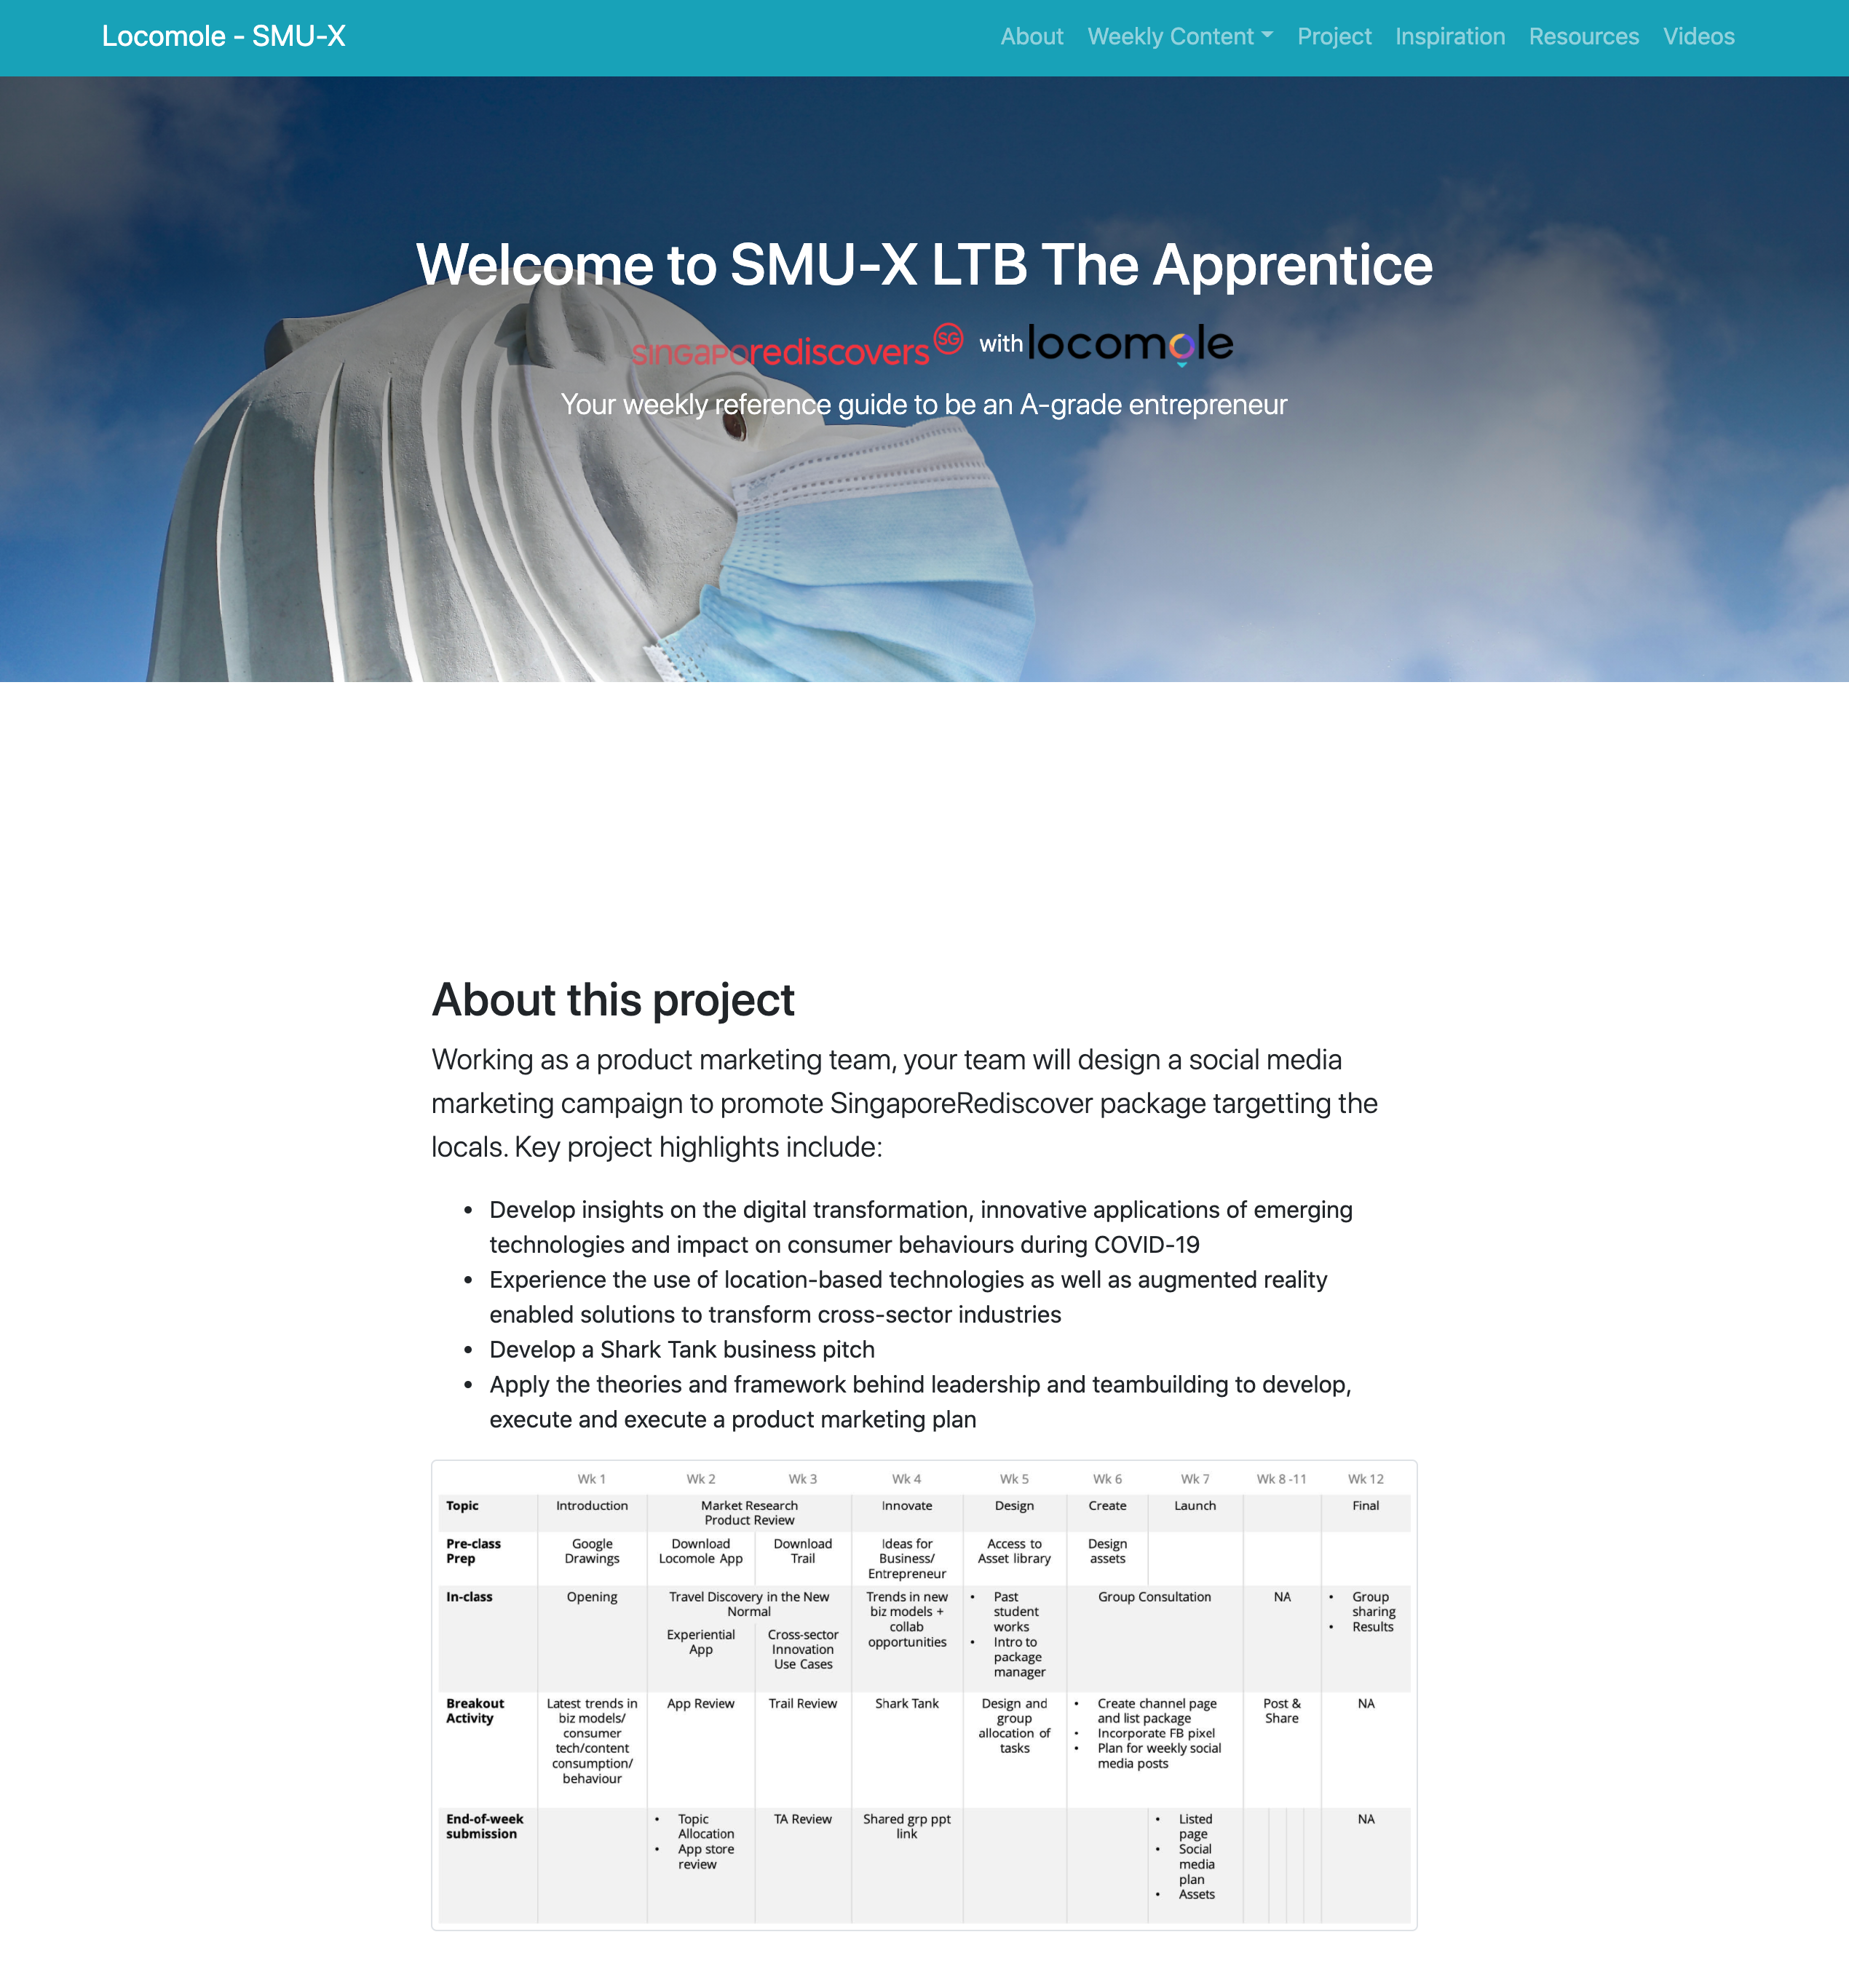 Locomole - SMU-X
About
Weekly Content
Project
Inspiration
Resources
Videos
Welcome to SMU-X LTB The Apprentice
singaporediscovers SG with locomole
Your weekly reference guide to be an A-grade entrepreneur
About this project
Working as a product marketing team, your team will design a social media
marketing campaign to promote SingaporeRediscover package targetting the
locals. Key project highlights include:
• Develop insights on the digital transformation, innovative applications of emerging
technologies and impact on consumer behaviours during COVID-19
• Experience the use of location-based technologies as well as augmented reality
enabled solutions to transform cross-sector industries
• Develop a Shark Tank business pitch
• Apply the theories and framework behind leadership and teambuilding to develop,
execute and execute a product marketing plan
Wk 1
Wk 2
Wk 3
Wk 4
Wk 5
Wk 6
Wk 7
Wk 8 -11
Wk 12
Topic
Introduction
Market Research
Product Review
Innovate
Design
Create
Launch
Final
Pre-class
Prep
Google
Drawings
Download
Locomole App
Download
Trail
Ideas for
Business/
Entrepreneur
Access to
Asset library
Design
assets
In-class
Opening
Travel Discovery in the New
Normal
Experiential
App
Cross-sector
Innovation
Use Cases
Trends in new
biz models +
collab
opportunities
• Past
student
works
• Intro to
package
manager
Group Consultation
NA
• Group
sharing
• Results
Breakout
Activity
Latest trends in
biz models/
consumer
tech/content
consumption/
behaviour
App Review
Trail Review
Shark Tank
Design and
group
allocation of
tasks
• Create channel page
and list package
• Incorporate FB pixel
• Plan for weekly social
media posts
Post &
Share
NA
End-of-week
submission
• Topic
Allocation
• App store
review
TA Review
Shared grp ppt
link
• Listed
page
• Social
media
plan
• Assets
NA